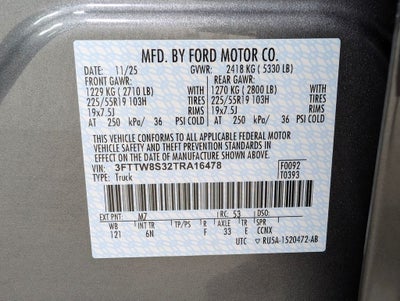 MFD. BY FORD MOTOR CO.
DATE: 11/25 GVWR: 2418 KG ( 5330 LB)
FRONT GAWR: REAR GAWR:
1229 KG ( 2710 LB) WITH 1270 KG ( 2800 LB) WITH
225/55R19 103H TIRES 225/55R19 103H TIRES
19x7.5J RIMS 19x7.5J RIMS
AT 250 kPa/ 36 PSI COLD AT 250 kPa/ 36 PSI COLD
THIS VEHICLE CONFORMS TO ALL APPLICABLE FEDERAL MOTOR
VEHICLE SAFETY, BUMPER, AND THEFT PREVENTION STANDARDS IN
EFFECT ON THE DATE OF MANUFACTURE SHOWN ABOVE.
VIN: 3FTTW8S32TRA16478 F0092
TYPE: Truck T0393
EXT PNT: M7 RC: 53 DSO:
WB INT TR TP/PS R AXLE TR SPR
121 6N F 33 E CCNX
UTC RU5A-1520472-AB